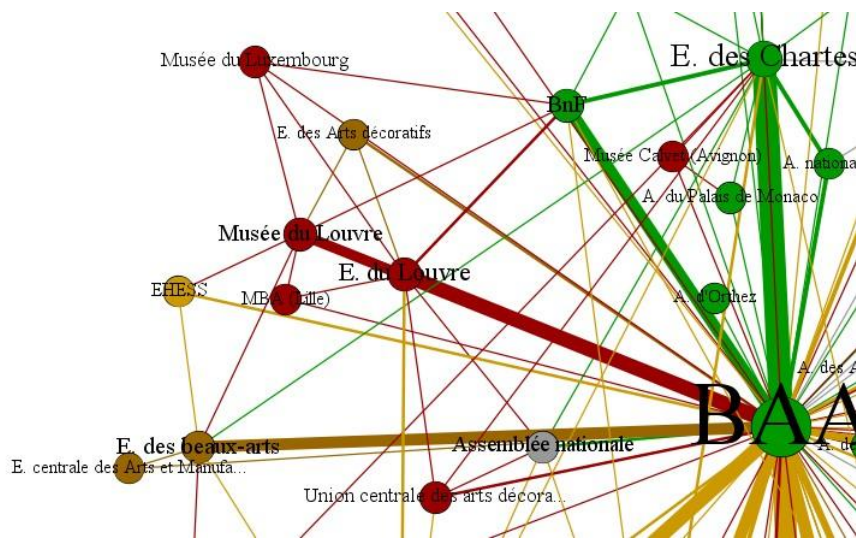 E. des Chartes
Musée du Luxembourg
BnF
E. des Arts décoratifs
Musée Calvet (Avignon)
A. nationa
A. du Palais de Monaco
Musée du Louvre
E. du Louvre
EHESS
MBA (Lille)
A. d'Orthez
A. des A
BAA
E. des beaux-arts
Assemblée nationale
A. de
E. centrale des Arts et Manufa...
Union centrale des arts décora...